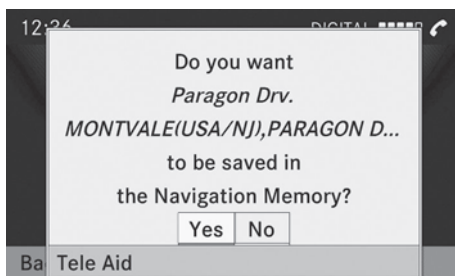 12:26
DIGITAL
Do you want
Paragon Drv.
MONTVALE(USA/NJ),PARAGON D...
to be saved in
the Navigation Memory?
Yes No
Ba Tele Aid